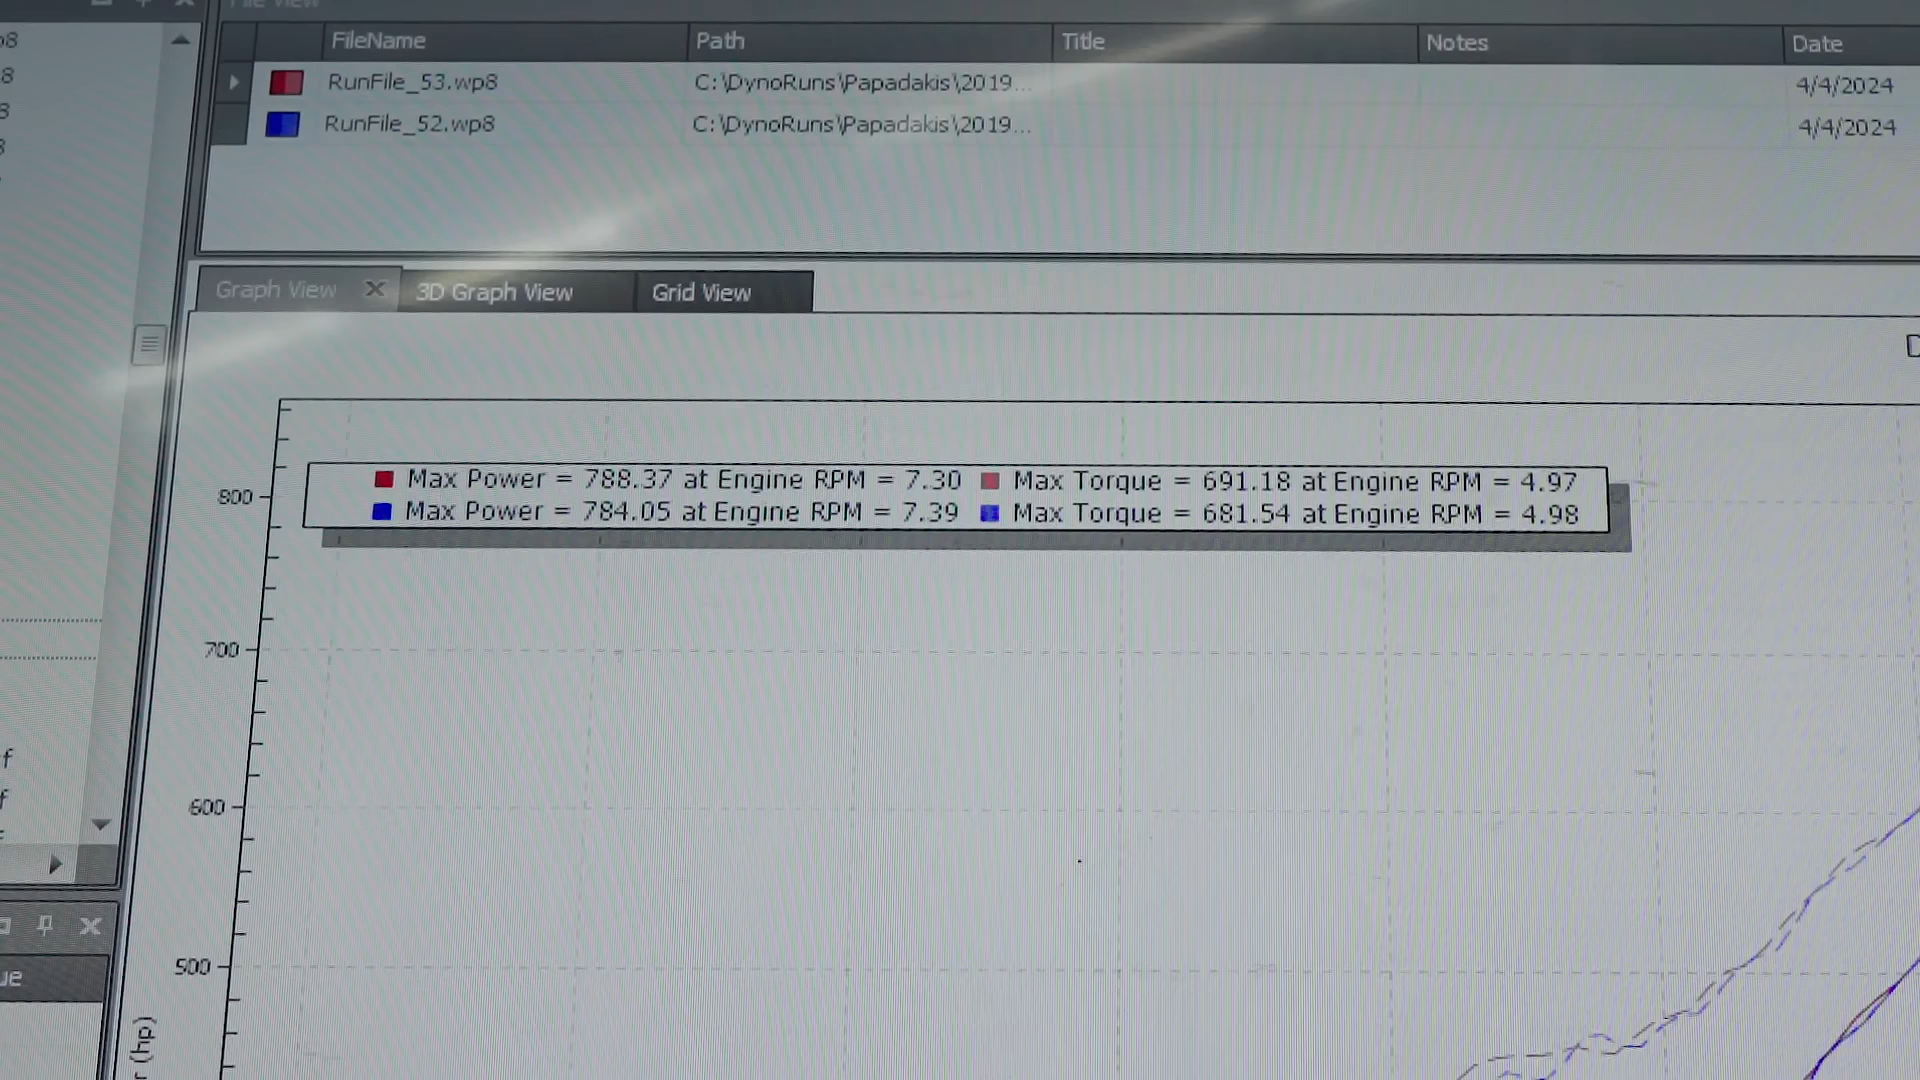 File View
FileName Path Title Notes Date
RunFile_53.wp8 C:\DynoRuns\Papadakis\2019... 4/4/2024
RunFile_52.wp8 C:\DynoRuns\Papadakis\2019... 4/4/2024
Graph View 3D Graph View Grid View
Max Power = 788.37 at Engine RPM = 7.30 Max Torque = 691.18 at Engine RPM = 4.97
Max Power = 784.05 at Engine RPM = 7.39 Max Torque = 681.54 at Engine RPM = 4.98
800
700
600
500
(hp)